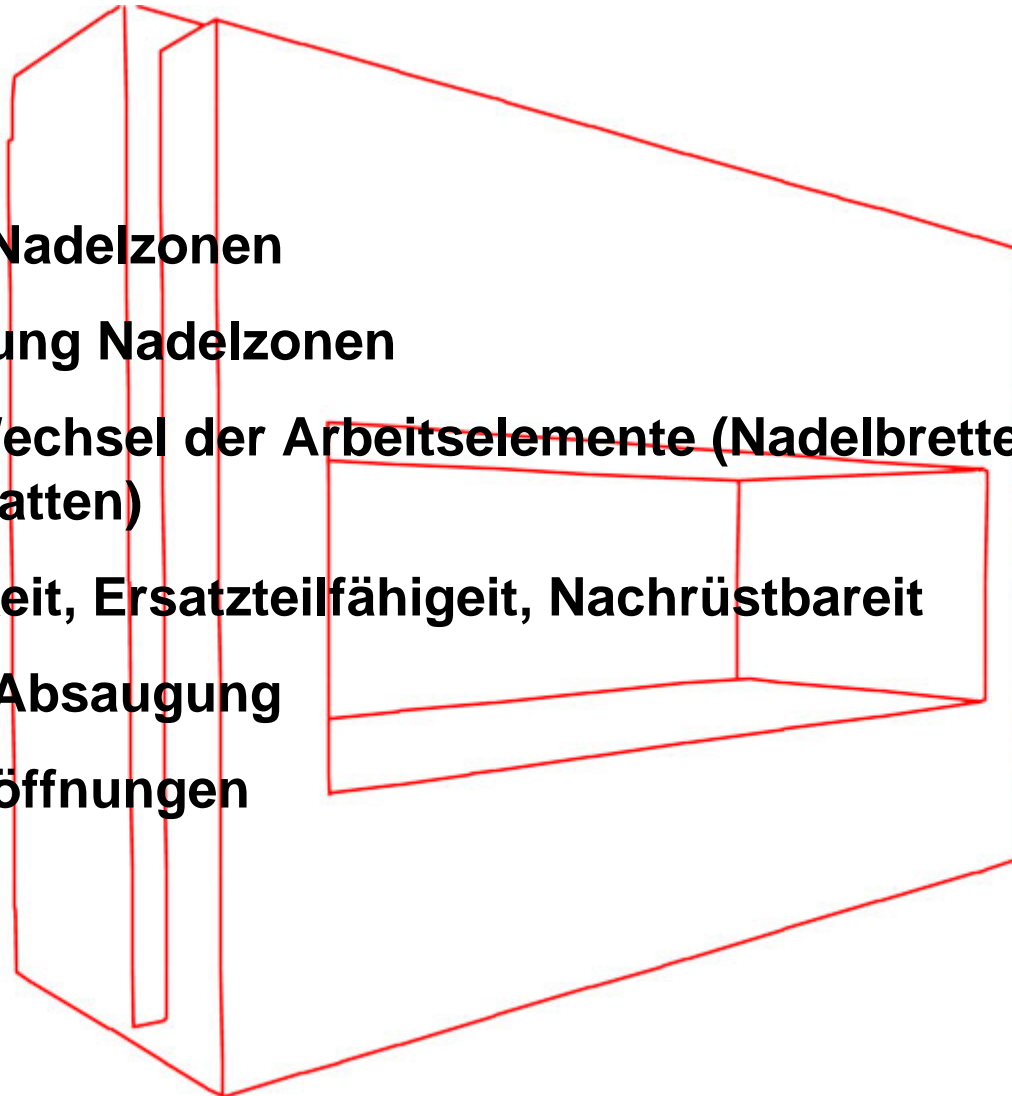 Nadelzonen
ung Nadelzonen
echsel der Arbeitselemente (Nadelbrette
atten)
eit, Ersatzteilfähigeit, Nachrüstbareit
Absaugung
öffnungen